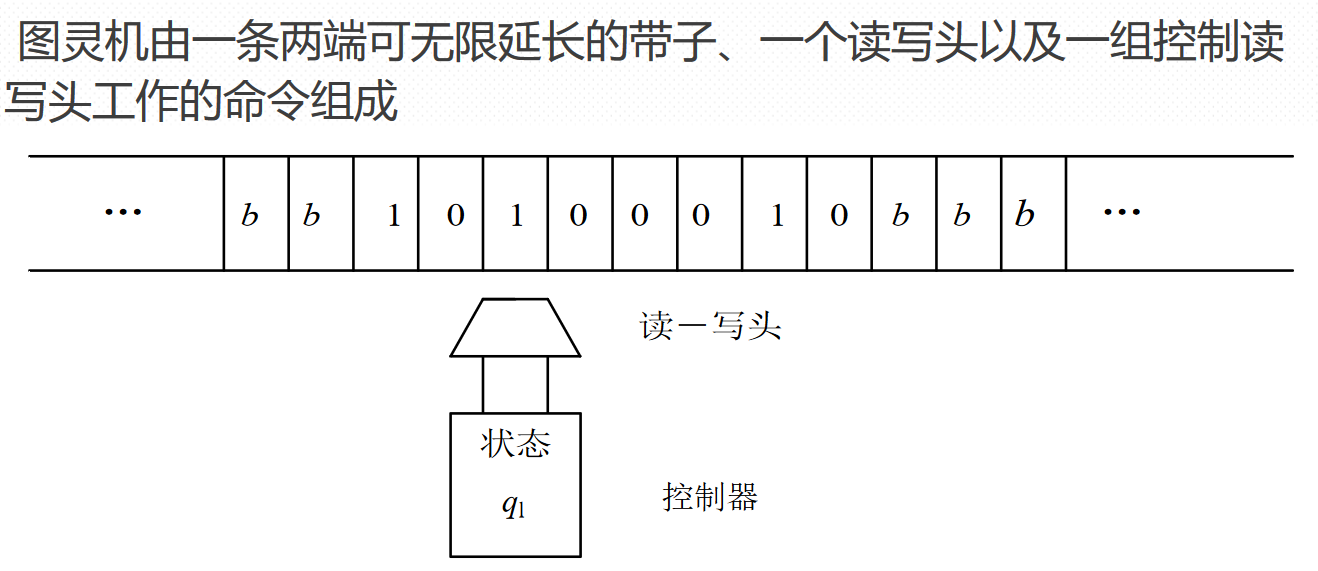 图灵机由一条两端可无限延长的带子、一个读写头以及一组控制读
写头工作的命令组成
… b b 1 0 1 0 0 0 1 0 b b b …
读－写头
状态
q₁ 控制器